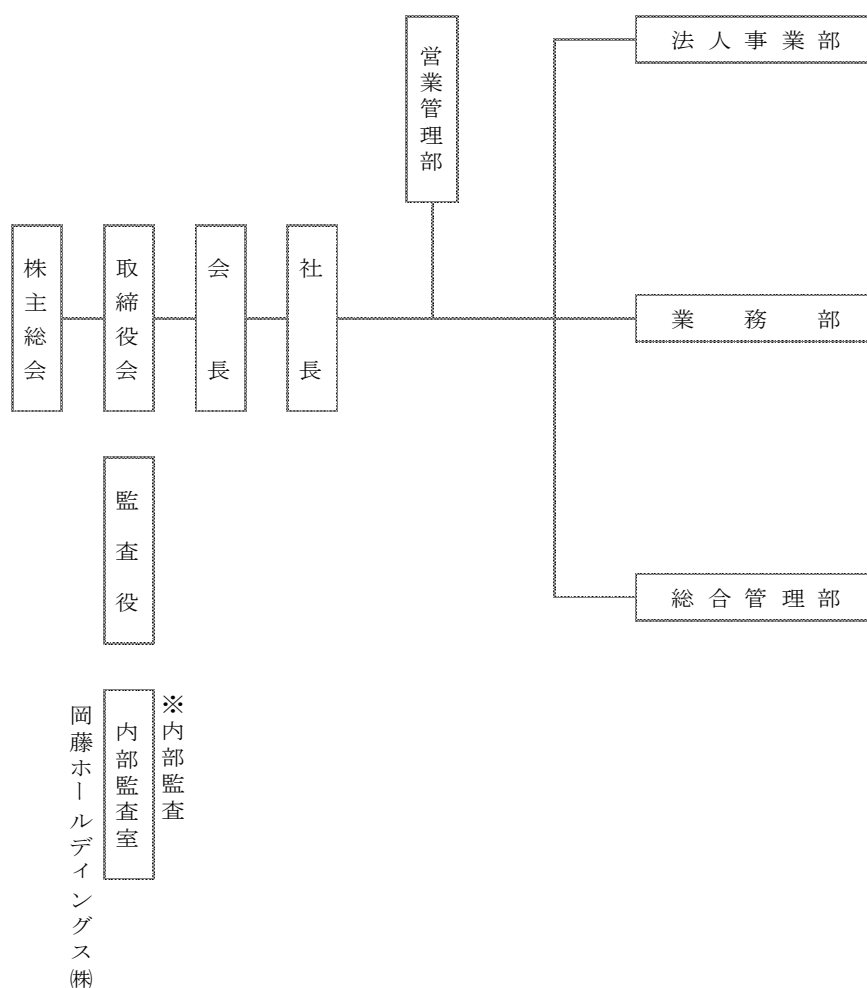 株主総会
取締役会
会長
社長
営業管理部
法人事業部
業務部
総合管理部
監査役
岡藤ホールディングス㈱
内部監査室
※内部監査